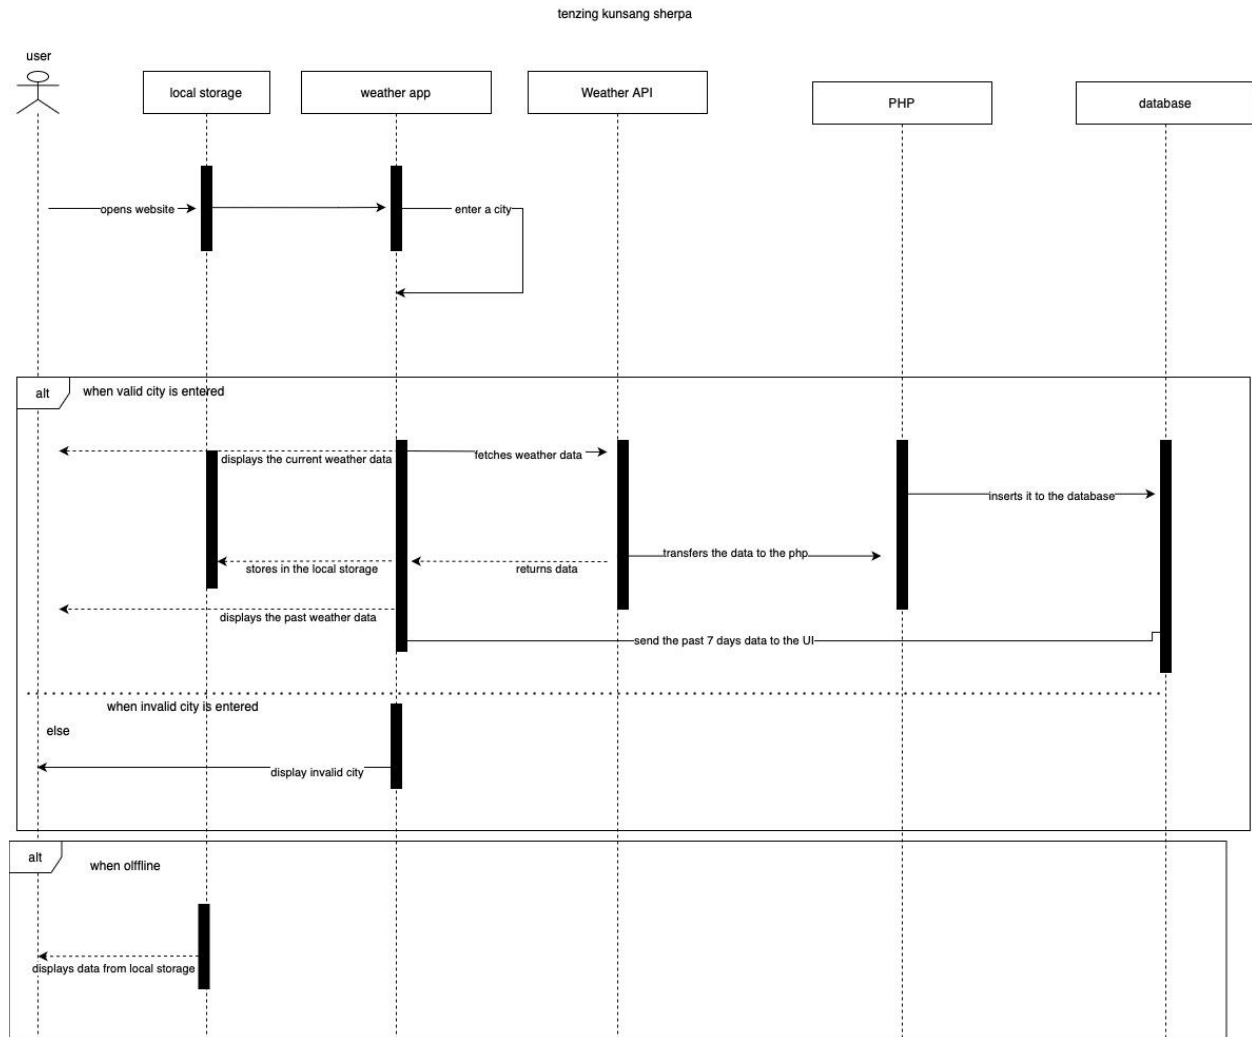 tenzing kunsang sherpa
user
local storage
weather app
Weather API
PHP
database
opens website
enter a city
alt
when valid city is entered
displays the current weather data
fetches weather data
inserts it to the database
stores in the local storage
returns data
transfers the data to the php
displays the past weather data
send the past 7 days data to the UI
when invalid city is entered
else
display invalid city
alt
when olffline
displays data from local storage